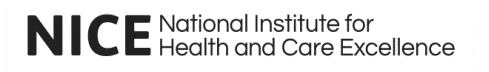 NICE National Institute for
Health and Care Excellence